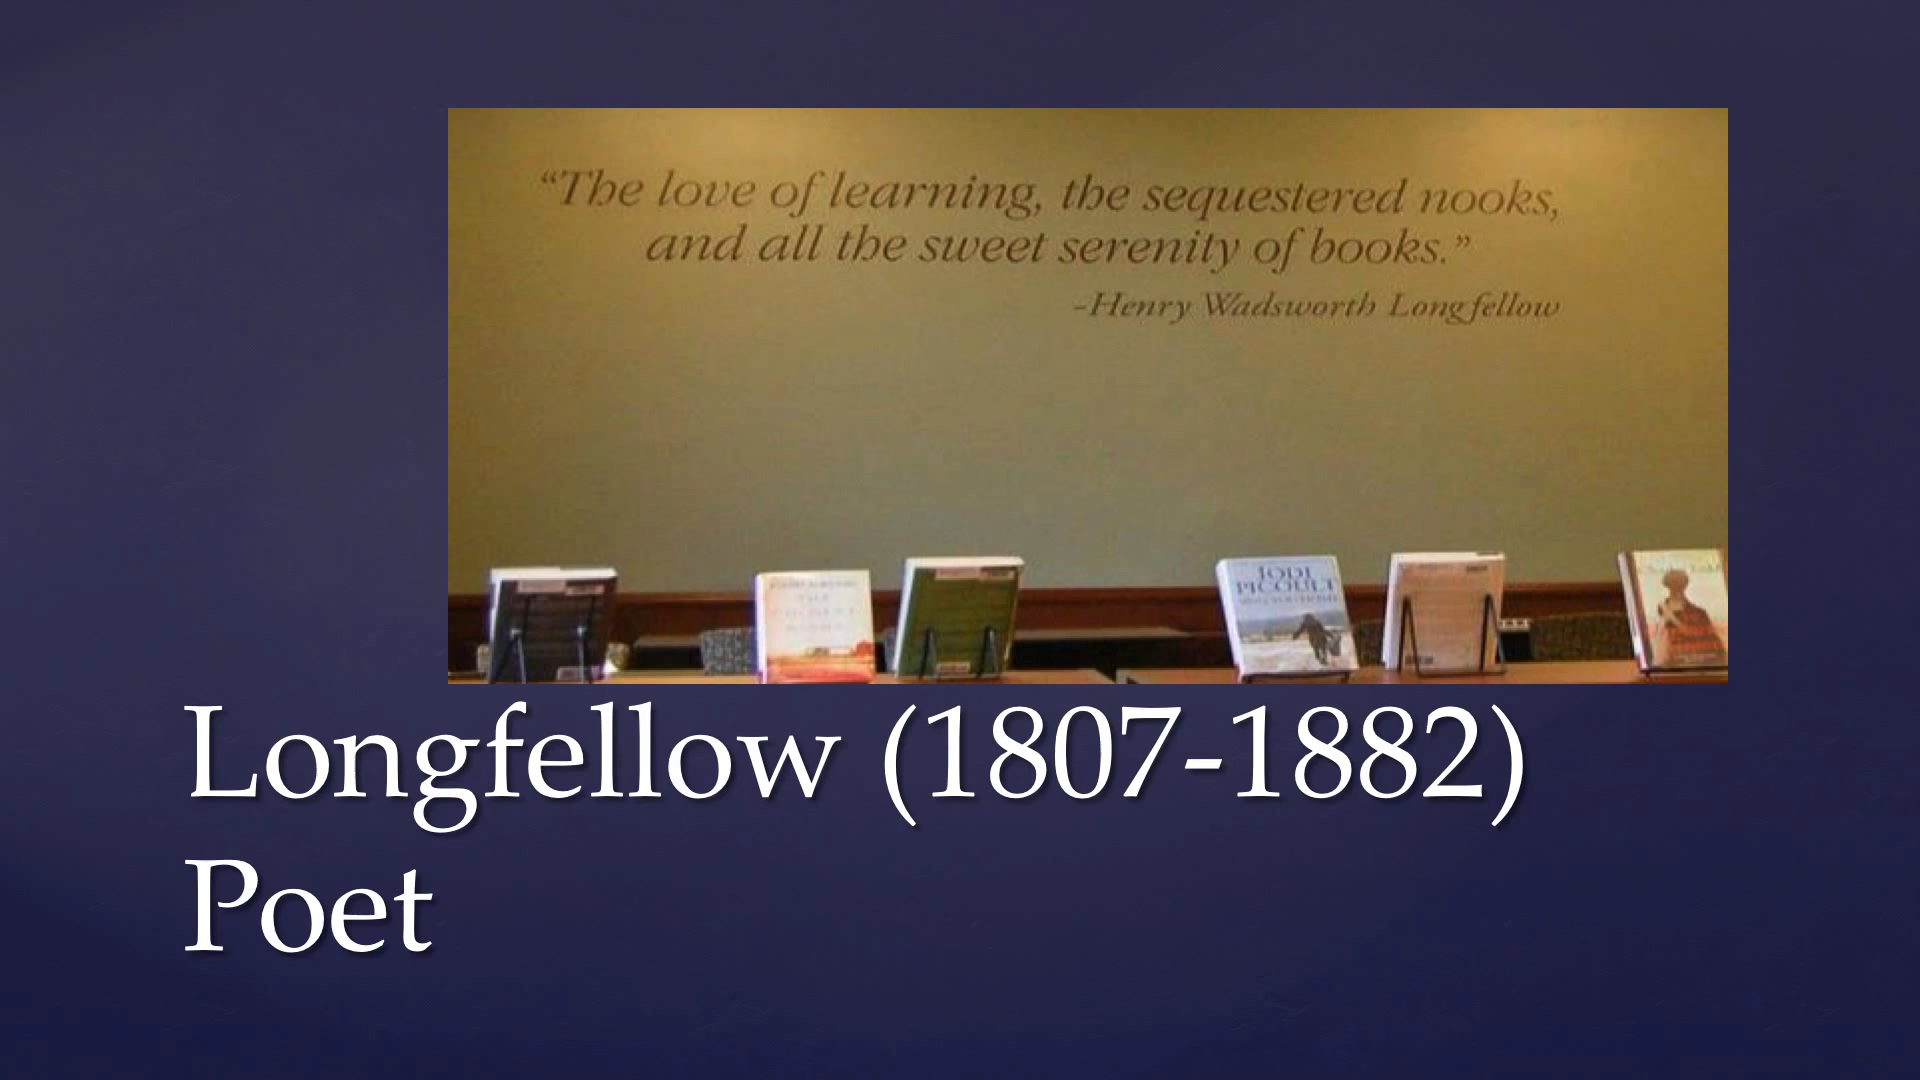 “The love of learning, the sequestered nooks,
and all the sweet serenity of books.”
-Henry Wadsworth Longfellow
JODI
PICOULT
Longfellow (1807-1882)
Poet